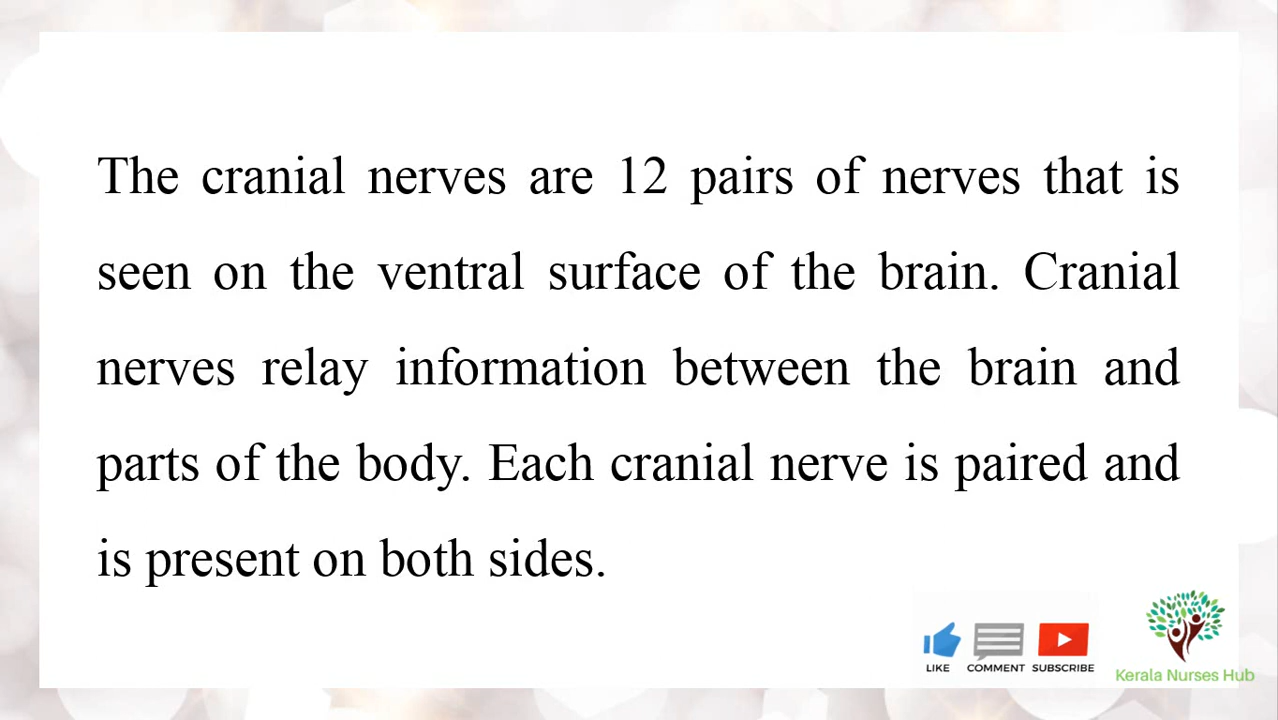 The cranial nerves are 12 pairs of nerves that is
seen on the ventral surface of the brain. Cranial
nerves relay information between the brain and
parts of the body. Each cranial nerve is paired and
is present on both sides.
LIKE COMMENT SUBSCRIBE
Kerala Nurses Hub